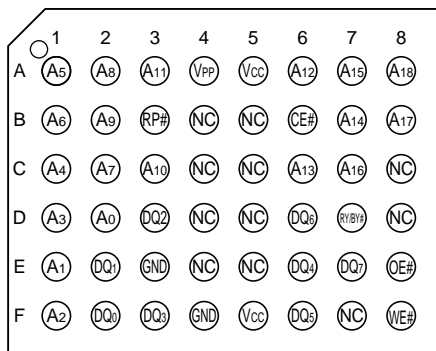 1 2 3 4 5 6 7 8
A A5 A8 A11 VPP VCC A12 A15 A18
B A6 A9 RP# NC NC CE# A14 A17
C A4 A7 A10 NC NC A13 A16 NC
D A3 A0 DQ2 NC NC DQ6 RY/BY# NC
E A1 DQ1 GND NC NC DQ4 DQ7 OE#
F A2 DQ0 DQ3 GND VCC DQ5 NC WE#